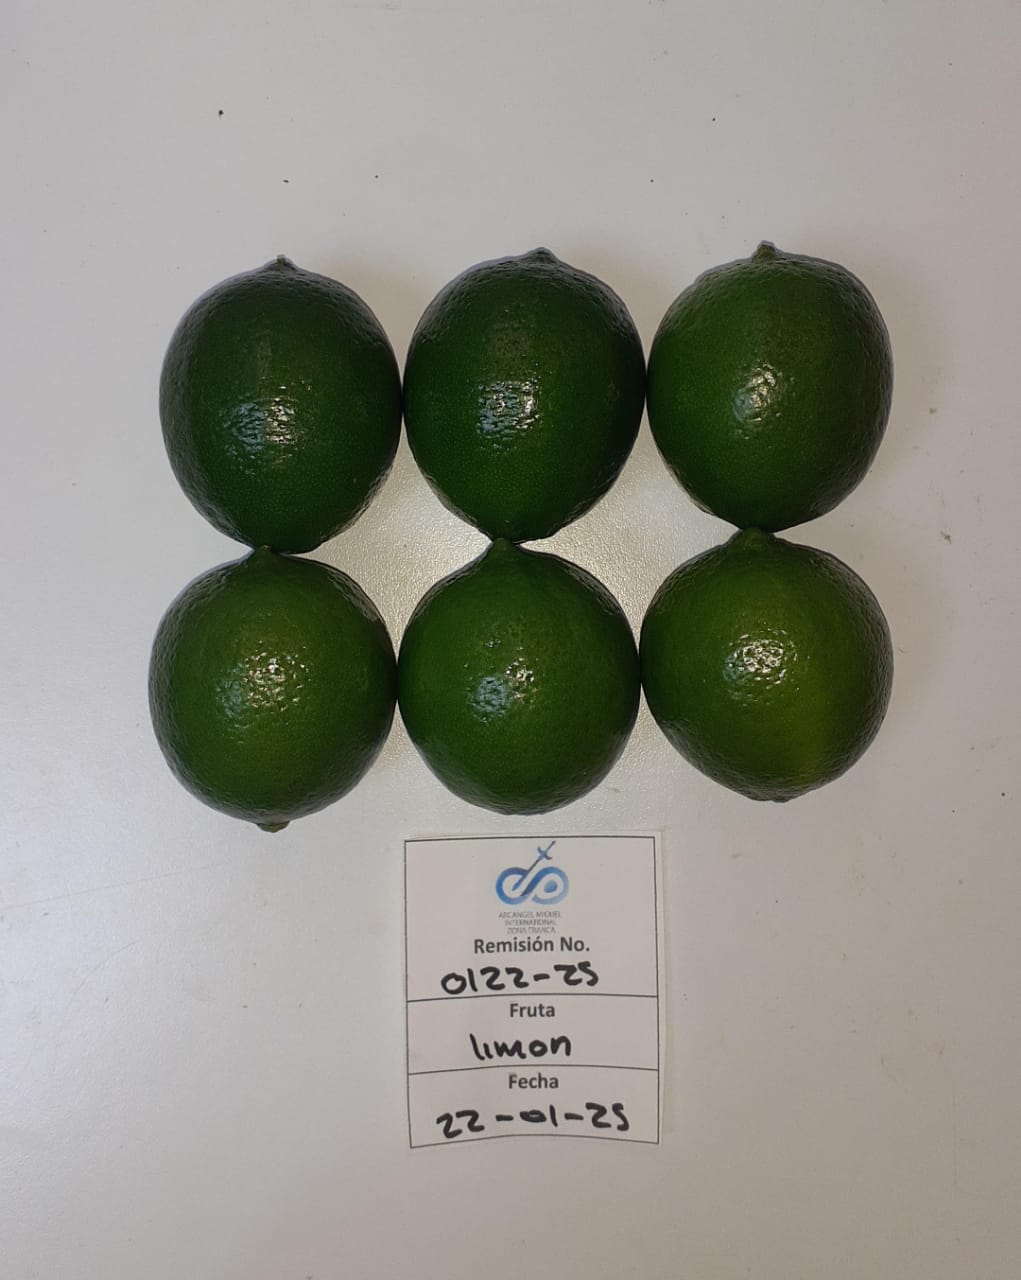 ARCANGEL MIGUEL
INTERNATIONAL
ZONA FRANCA
Remisión No.
0122-25
Fruta
limon
Fecha
22-01-25